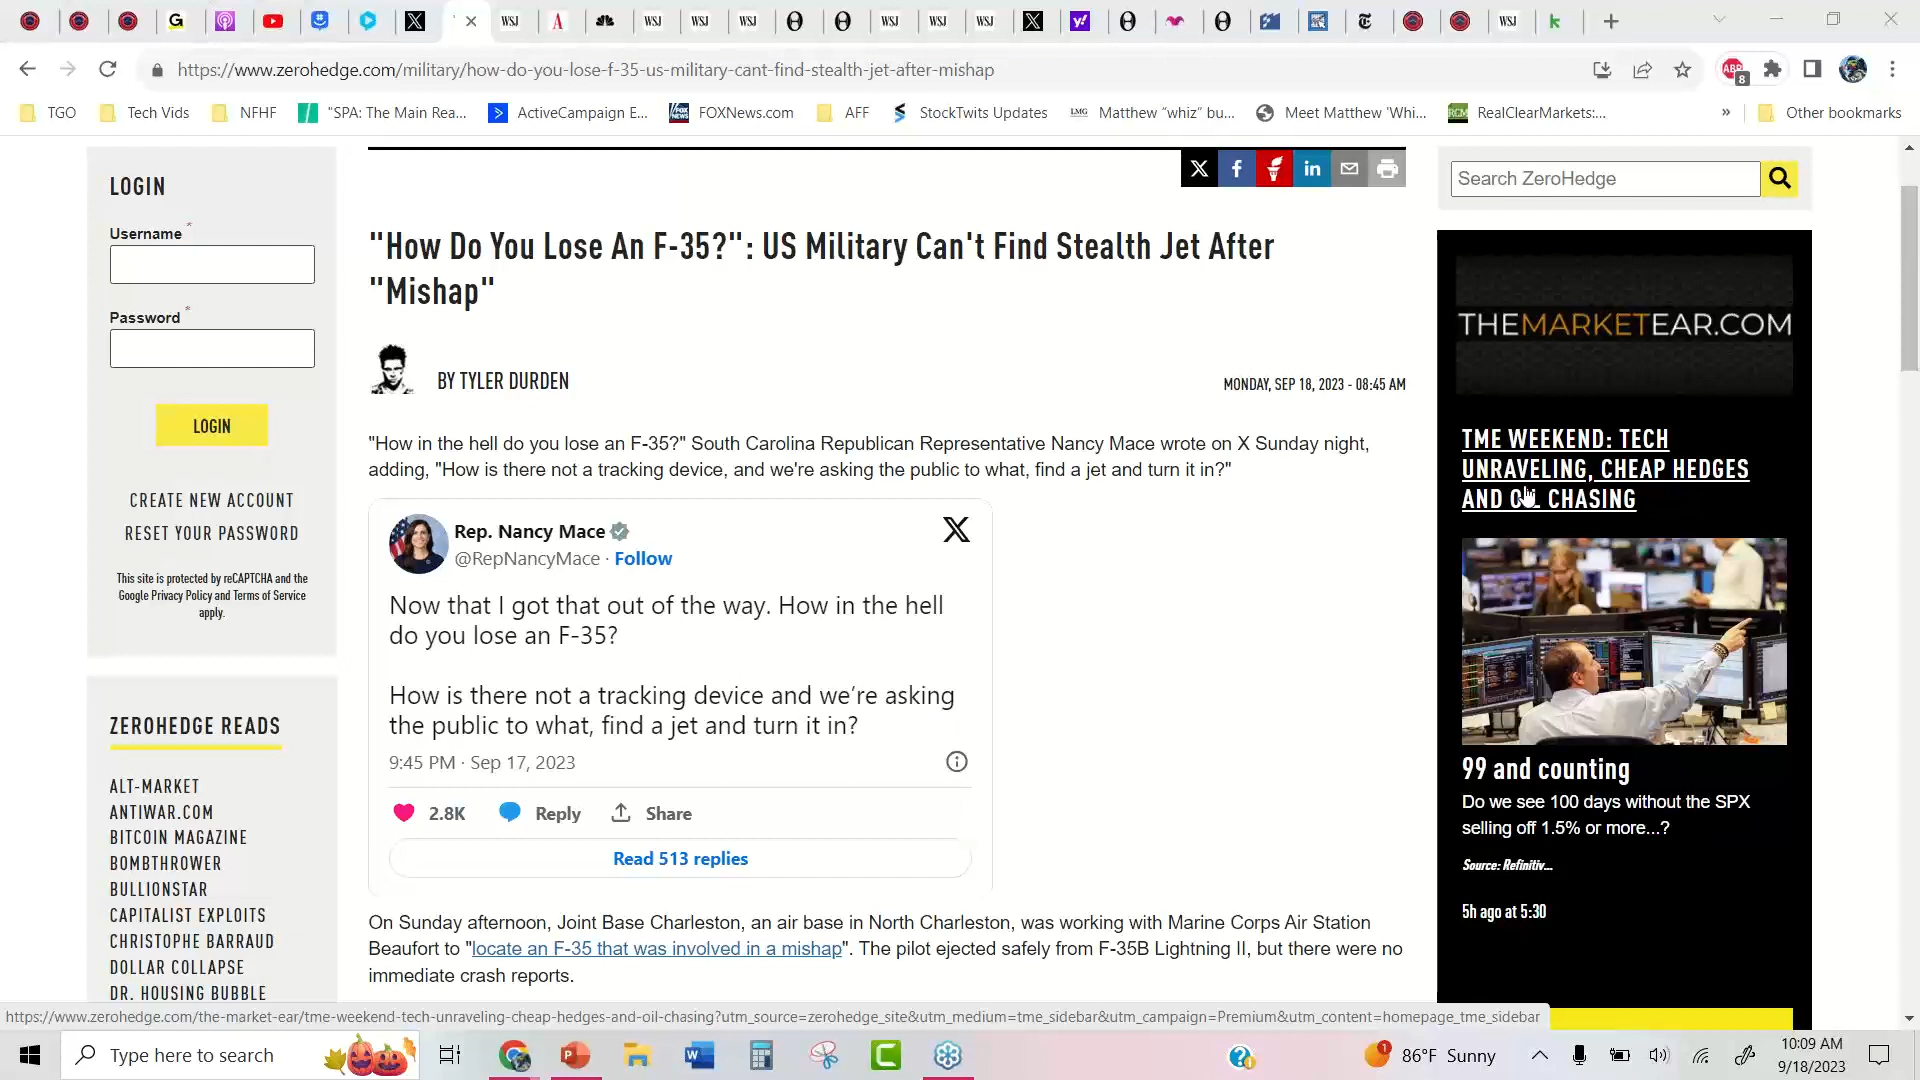 WSJ
A
WSJ
WSJ
WSJ
WSJ
WSJ
WSJ
WSJ
https://www.zerohedge.com/military/how-do-you-lose-f-35-us-military-cant-find-stealth-jet-after-mishap
ABP
8
TGO
Tech Vids
NFHF
"SPA: The Main Rea...
ActiveCampaign E...
FOXNews.com
AFF
StockTwits Updates
LMG
Matthew “whiz” bu...
Meet Matthew 'Whi...
RCM
RealClearMarkets:...
»
Other bookmarks
LOGIN
Username *
Password *
LOGIN
CREATE NEW ACCOUNT
RESET YOUR PASSWORD
This site is protected by reCAPTCHA and the
Google Privacy Policy and Terms of Service
apply.
ZEROHEDGE READS
ALT-MARKET
ANTIWAR.COM
BITCOIN MAGAZINE
BOMBTHROWER
BULLIONSTAR
CAPITALIST EXPLOITS
CHRISTOPHE BARRAUD
DOLLAR COLLAPSE
DR. HOUSING BUBBLE
"How Do You Lose An F-35?": US Military Can't Find Stealth Jet After
"Mishap"
BY TYLER DURDEN
MONDAY, SEP 18, 2023 - 08:45 AM
"How in the hell do you lose an F-35?" South Carolina Republican Representative Nancy Mace wrote on X Sunday night,
adding, "How is there not a tracking device, and we're asking the public to what, find a jet and turn it in?"
Rep. Nancy Mace
@RepNancyMace · Follow
Now that I got that out of the way. How in the hell
do you lose an F-35?
How is there not a tracking device and we’re asking
the public to what, find a jet and turn it in?
9:45 PM · Sep 17, 2023
2.8K
Reply
Share
Read 513 replies
On Sunday afternoon, Joint Base Charleston, an air base in North Charleston, was working with Marine Corps Air Station
Beaufort to "locate an F-35 that was involved in a mishap". The pilot ejected safely from F-35B Lightning II, but there were no
immediate crash reports.
Search ZeroHedge
THEMARKETEAR.COM
TME WEEKEND: TECH
UNRAVELING, CHEAP HEDGES
AND OIL CHASING
99 and counting
Do we see 100 days without the SPX
selling off 1.5% or more...?
Source: Refinitiv...
5h ago at 5:30
https://www.zerohedge.com/the-market-ear/tme-weekend-tech-unraveling-cheap-hedges-and-oil-chasing?utm_source=zerohedge_site&utm_medium=tme_sidebar&utm_campaign=Premium&utm_content=homepage_tme_sidebar
Type here to search
1
86°F Sunny
10:09 AM
9/18/2023